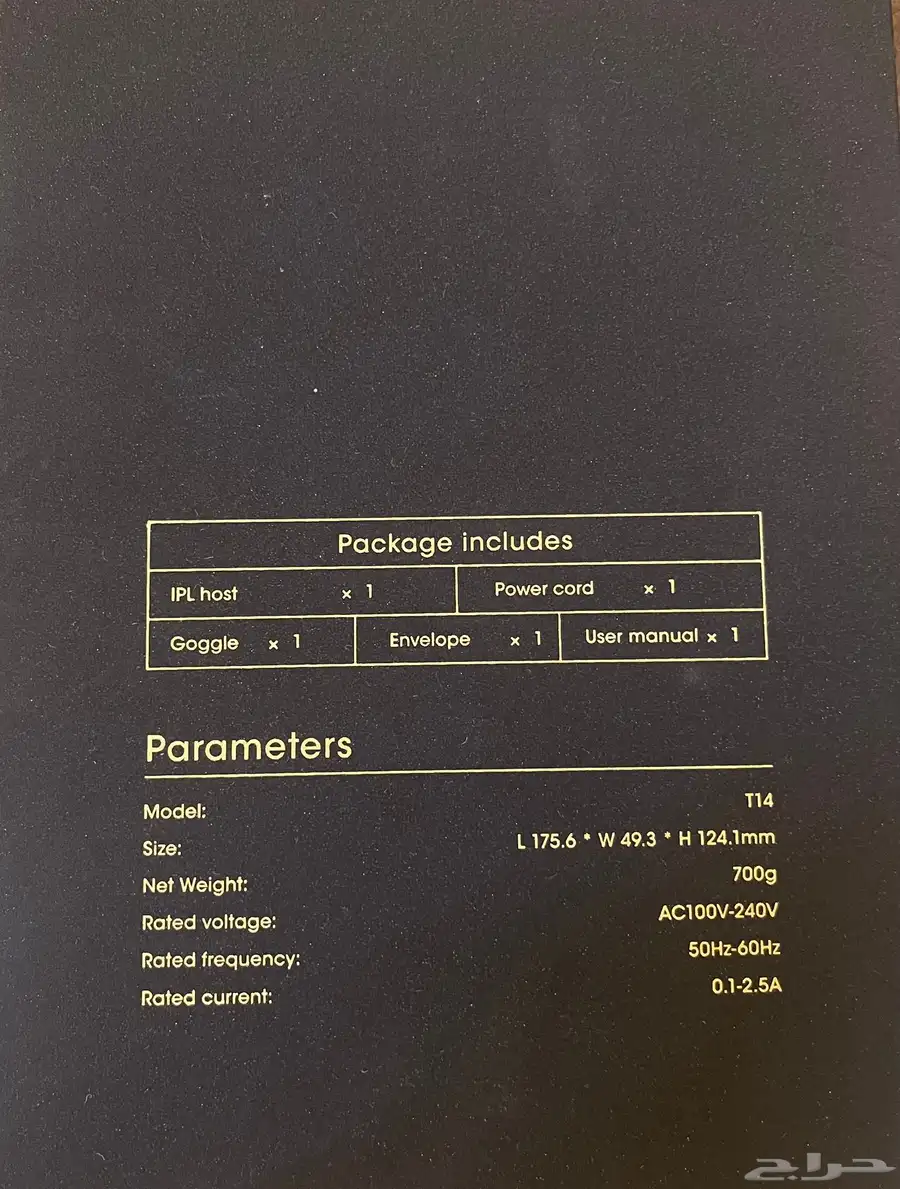 Package includes
IPL host × 1 Power cord × 1
Goggle × 1 Envelope × 1 User manual × 1
Parameters
Model: T14
Size: L 175.6 * W 49.3 * H 124.1mm
Net Weight: 700g
Rated voltage: AC100V-240V
Rated frequency: 50Hz-60Hz
Rated current: 0.1-2.5A
حراج